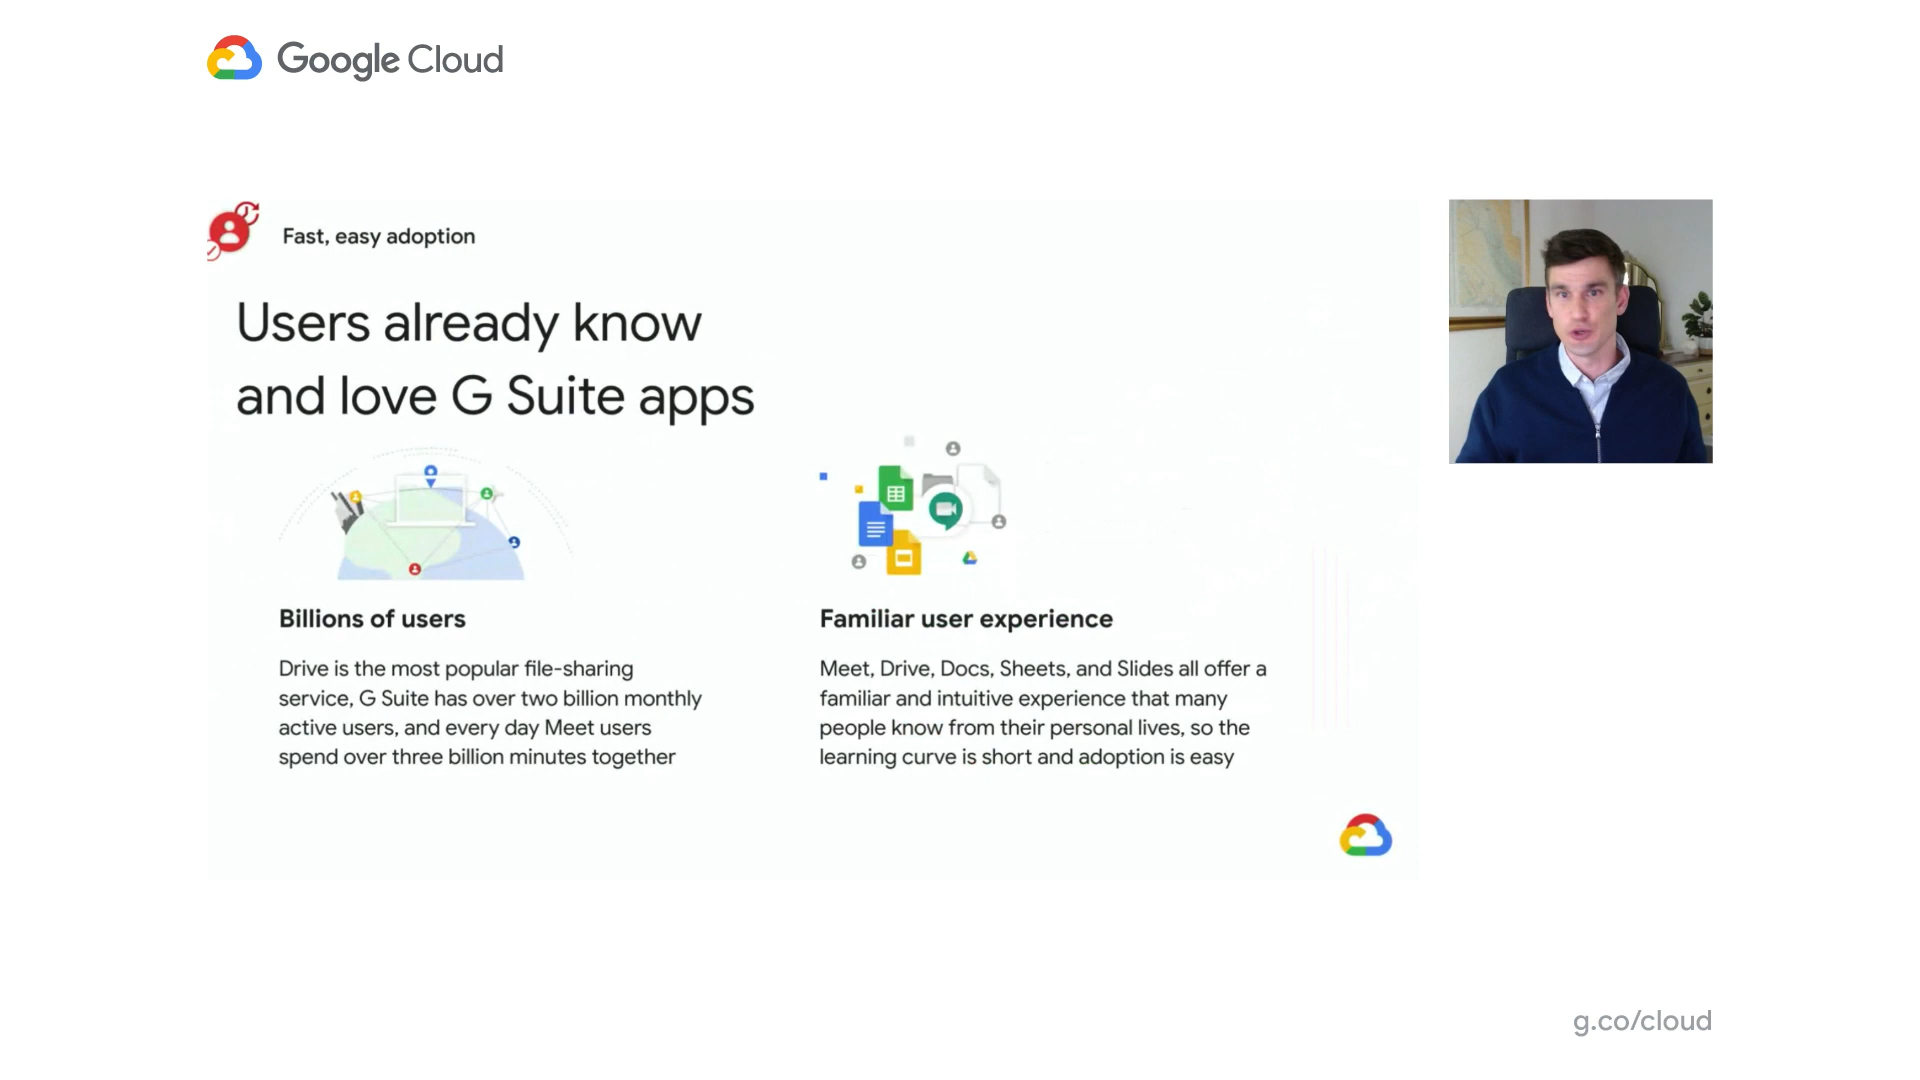 Google Cloud
Fast, easy adoption
Users already know
and love G Suite apps
Billions of users
Drive is the most popular file-sharing
service, G Suite has over two billion monthly
active users, and every day Meet users
spend over three billion minutes together
Familiar user experience
Meet, Drive, Docs, Sheets, and Slides all offer a
familiar and intuitive experience that many
people know from their personal lives, so the
learning curve is short and adoption is easy
g.co/cloud